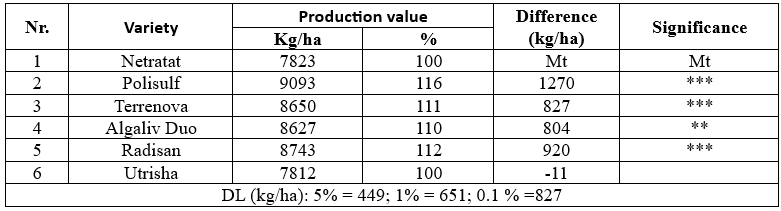 Nr. Variety Production value Difference (kg/ha) Significance
Kg/ha %
1 Netratat 7823 100 Mt Mt
2 Polisulf 9093 116 1270 ***
3 Terrenova 8650 111 827 ***
4 Algaliv Duo 8627 110 804 **
5 Radisan 8743 112 920 ***
6 Utrisha 7812 100 -11
DL (kg/ha): 5% = 449; 1% = 651; 0.1 % =827